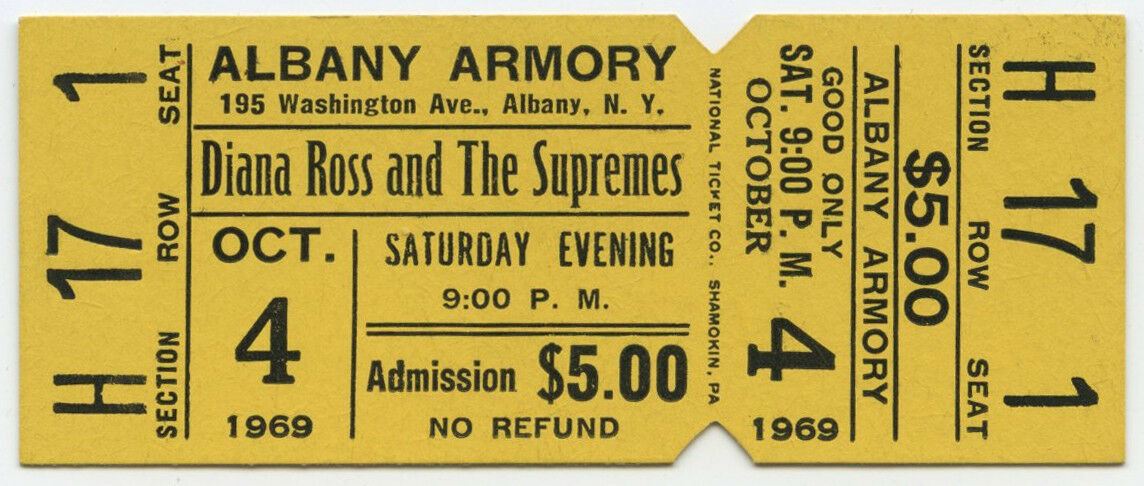 SECTION ROW SEAT
H 17 1
ALBANY ARMORY
195 Washington Ave., Albany, N. Y.
Diana Ross and The Supremes
OCT.
4
1969
SATURDAY EVENING
9:00 P. M.
Admission $5.00
NO REFUND
NATIONAL TICKET CO., SHAMOKIN, PA
GOOD ONLY
SAT. 9:00 P. M.
OCTOBER
4
1969
ALBANY ARMORY
$5.00
SECTION ROW SEAT
H 17 1